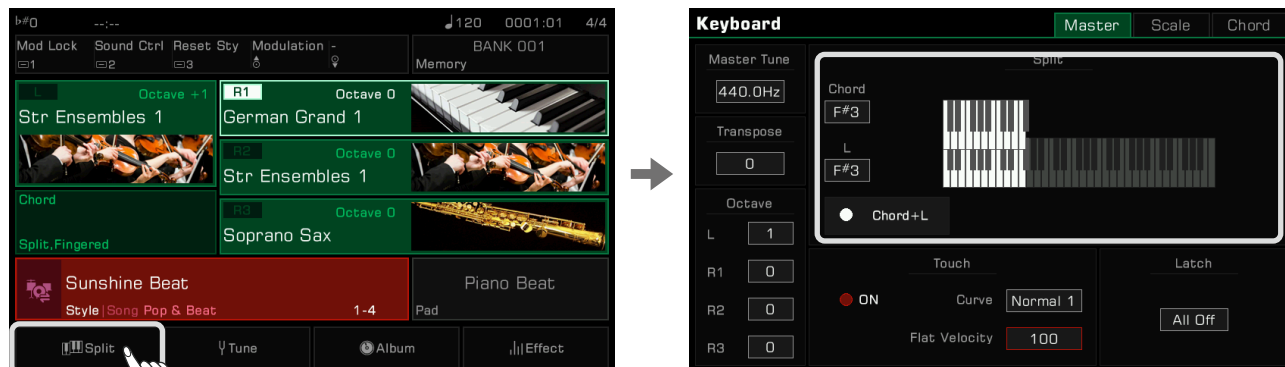 ♭#0 --:-- ♩120 0001:01 4/4
Mod Lock Sound Ctrl Reset Sty Modulation - BANK 001
1 2 3 Memory
L Octave +1
Str Ensembles 1
R1 Octave 0
German Grand 1
R2 Octave 0
Str Ensembles 1
Chord
Split,Fingered
R3 Octave 0
Soprano Sax
Sunshine Beat
Style|Song Pop & Beat 1-4
Piano Beat
Pad
Split Tune Album Effect
Keyboard Master Scale Chord
Master Tune
440.0Hz
Transpose
0
Octave
L 1
R1 0
R2 0
R3 0
Split
Chord
F#3
L
F#3
Chord+L
Touch
ON Curve Normal 1
Flat Velocity 100
Latch
All Off